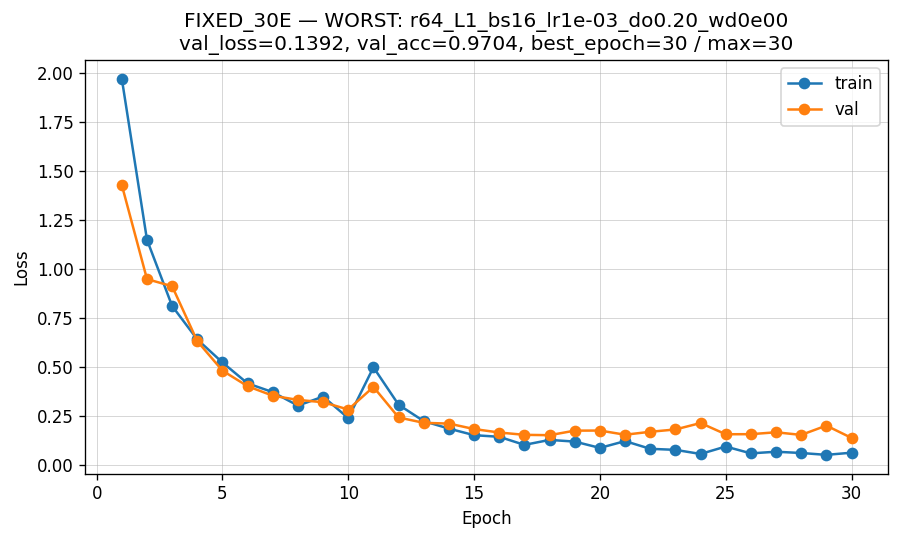 FIXED_30E — WORST: r64_L1_bs16_lr1e-03_do0.20_wd0e00
val_loss=0.1392, val_acc=0.9704, best_epoch=30 / max=30
train
val
2.00
1.75
1.50
1.25
1.00
0.75
0.50
0.25
0.00
Loss
0
5
10
15
20
25
30
Epoch